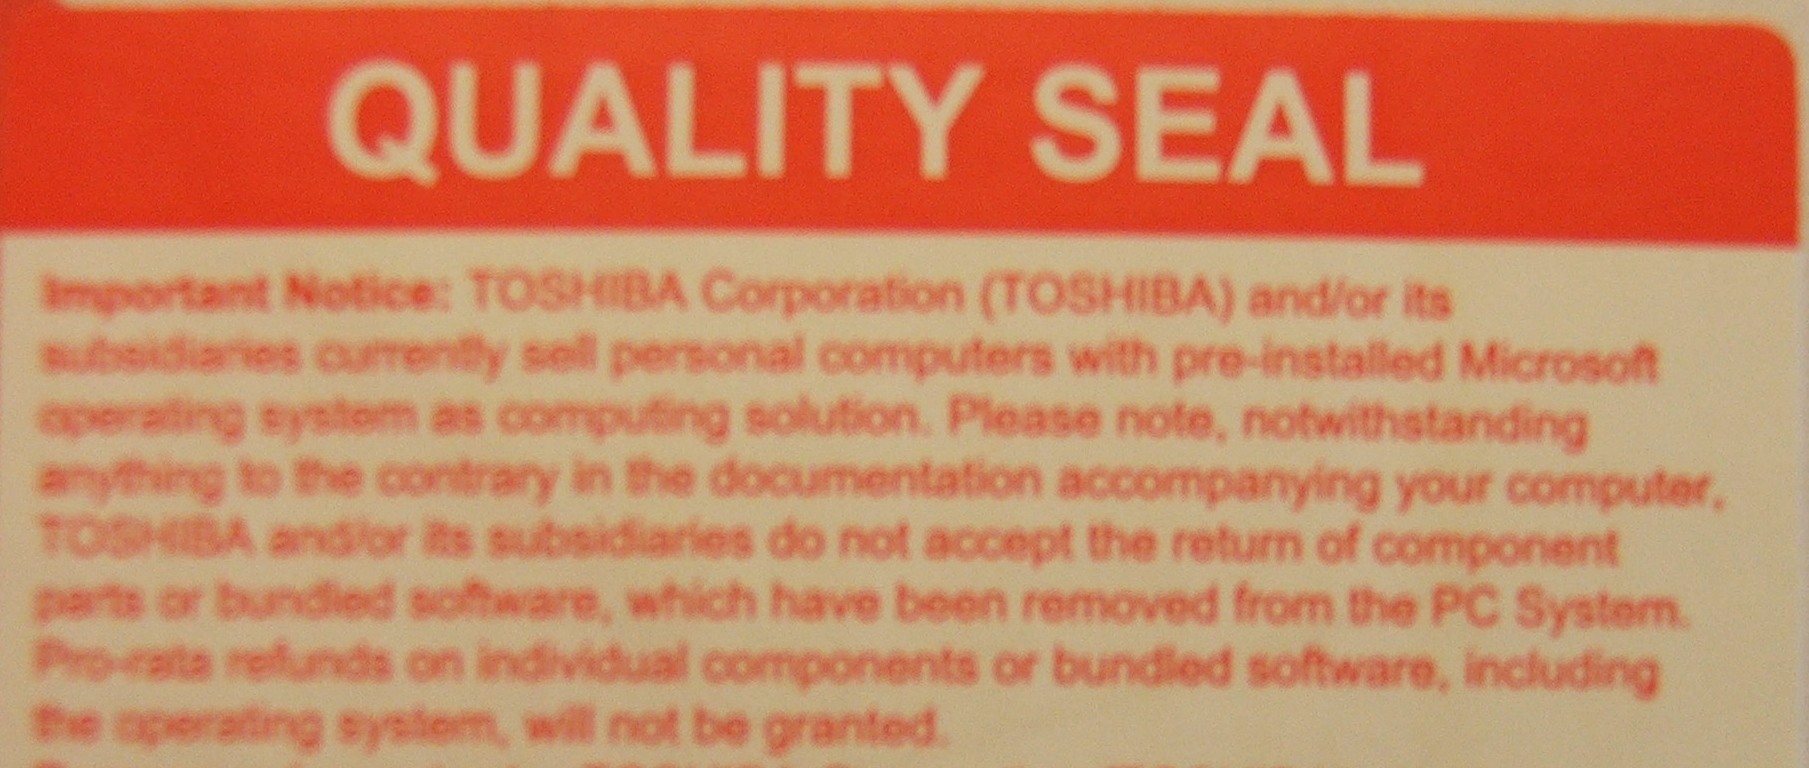 QUALITY SEAL
Important Notice: TOSHIBA Corporation (TOSHIBA) and/or its
subsidiaries currently sell personal computers with pre-installed Microsoft
operating system as computing solution. Please note, notwithstanding
anything to the contrary in the documentation accompanying your computer,
TOSHIBA and/or its subsidiaries do not accept the return of component
parts or bundled software, which have been removed from the PC System.
Pro-rata refunds on individual components or bundled software, including
the operating system, will not be granted.